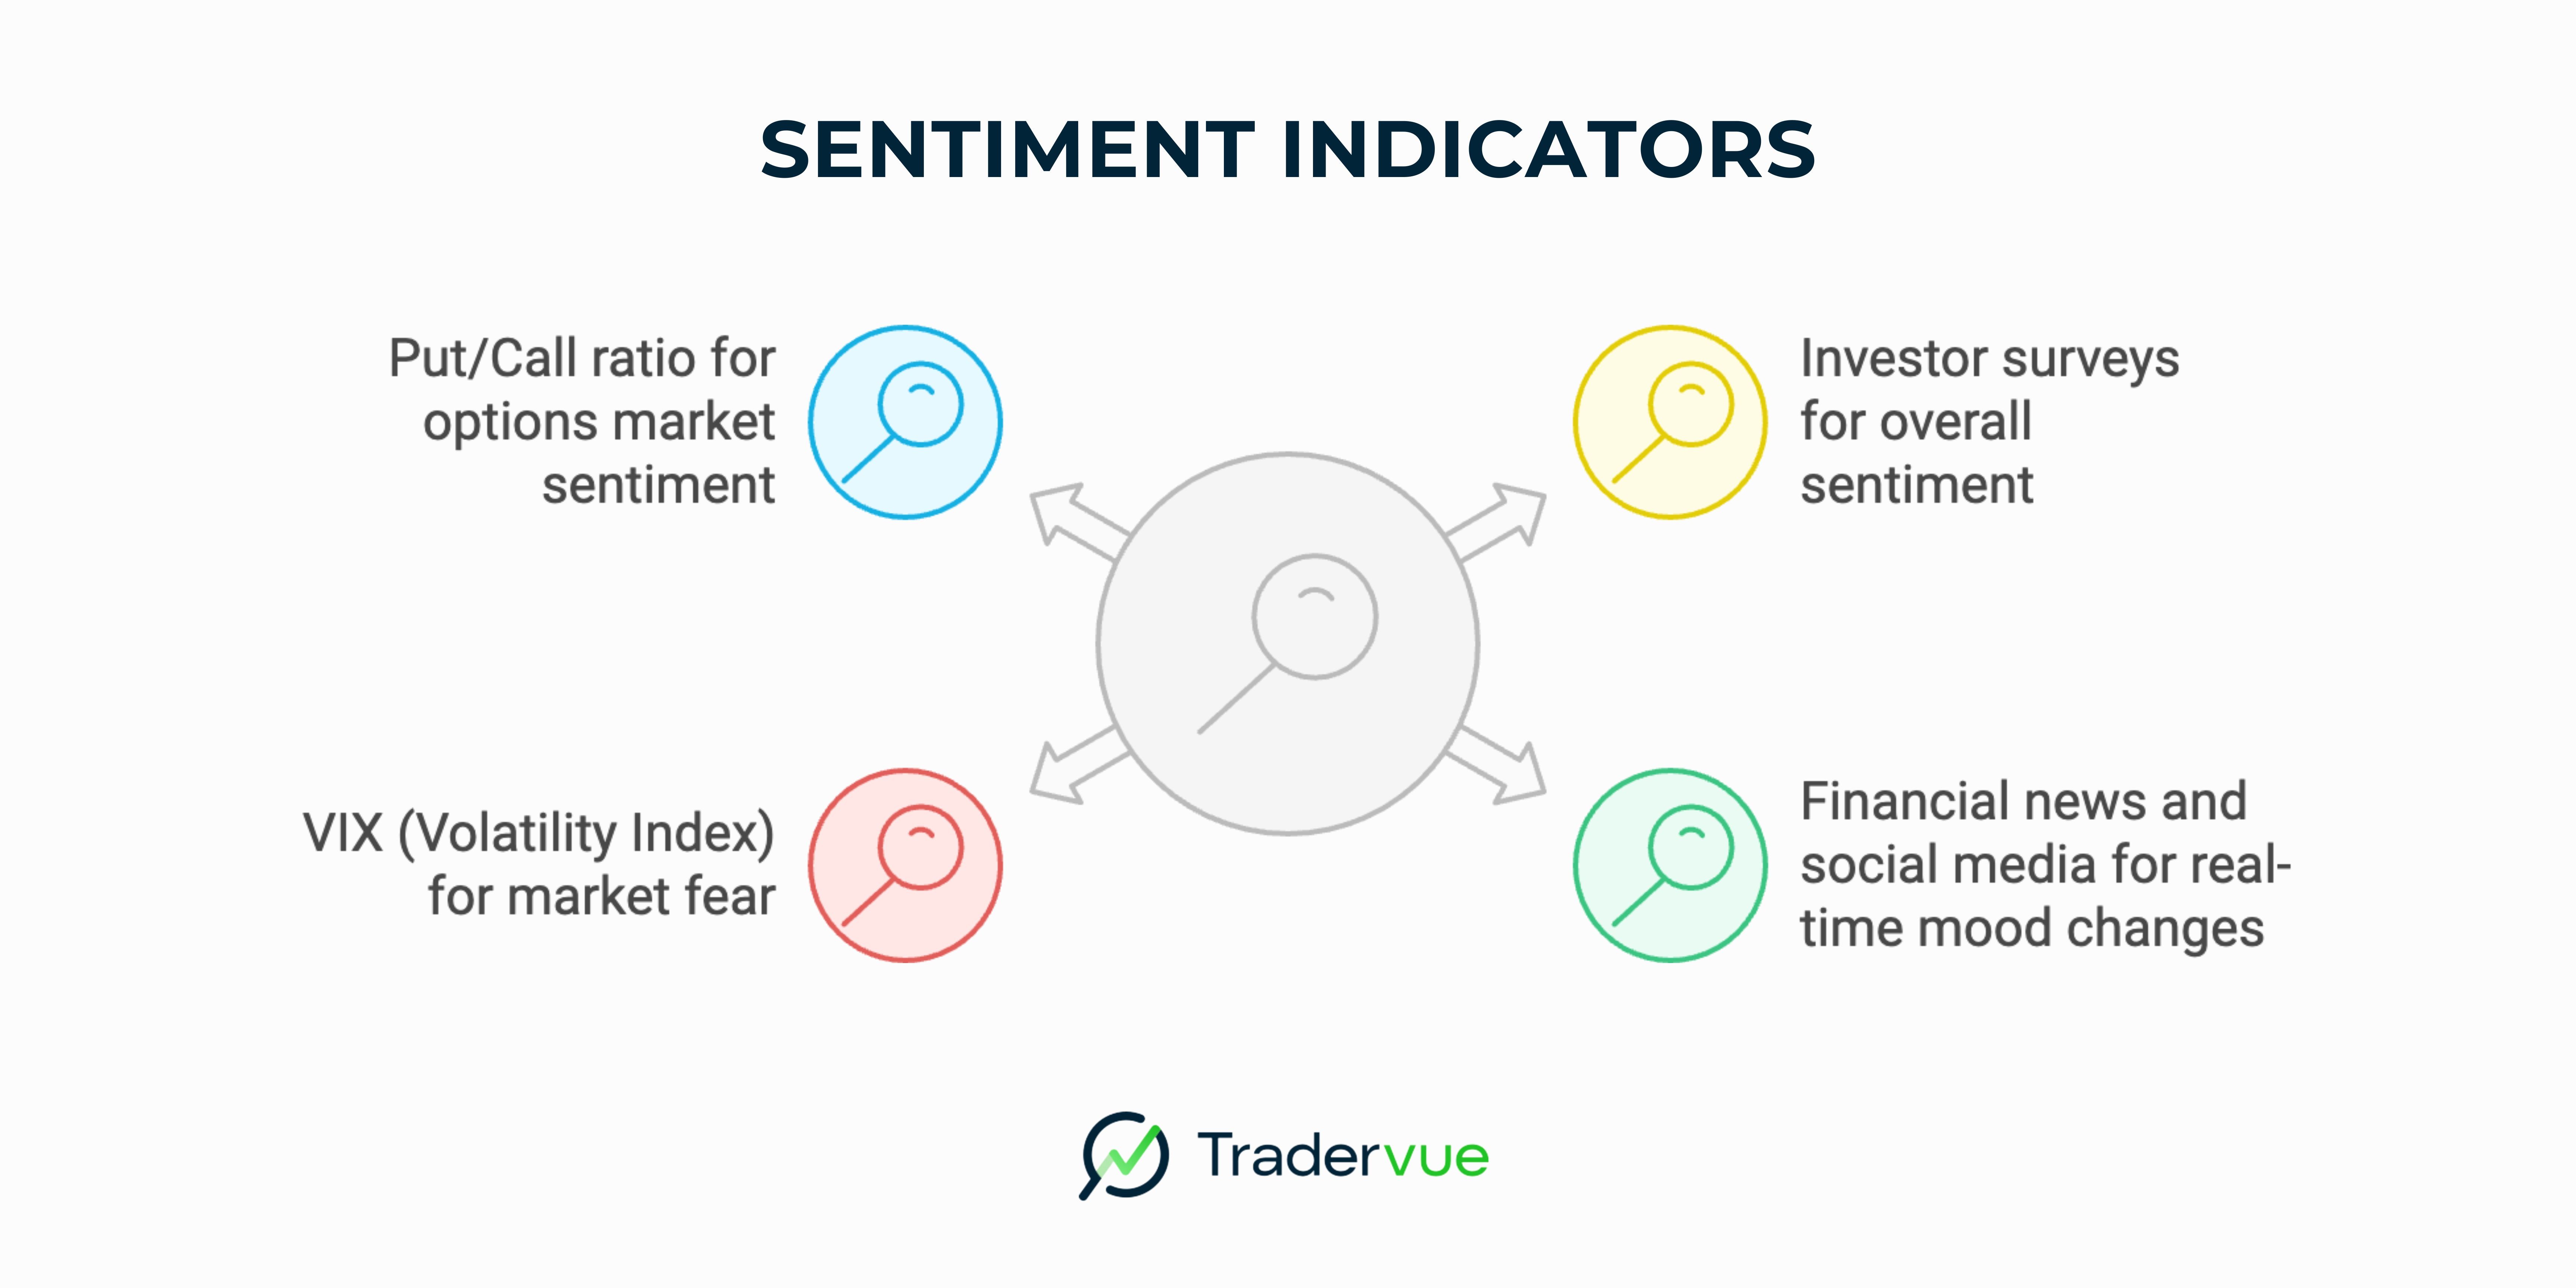 SENTIMENT INDICATORS
Put/Call ratio for
options market
sentiment
Investor surveys
for overall
sentiment
VIX (Volatility Index)
for market fear
Financial news and
social media for real-
time mood changes
Tradervue